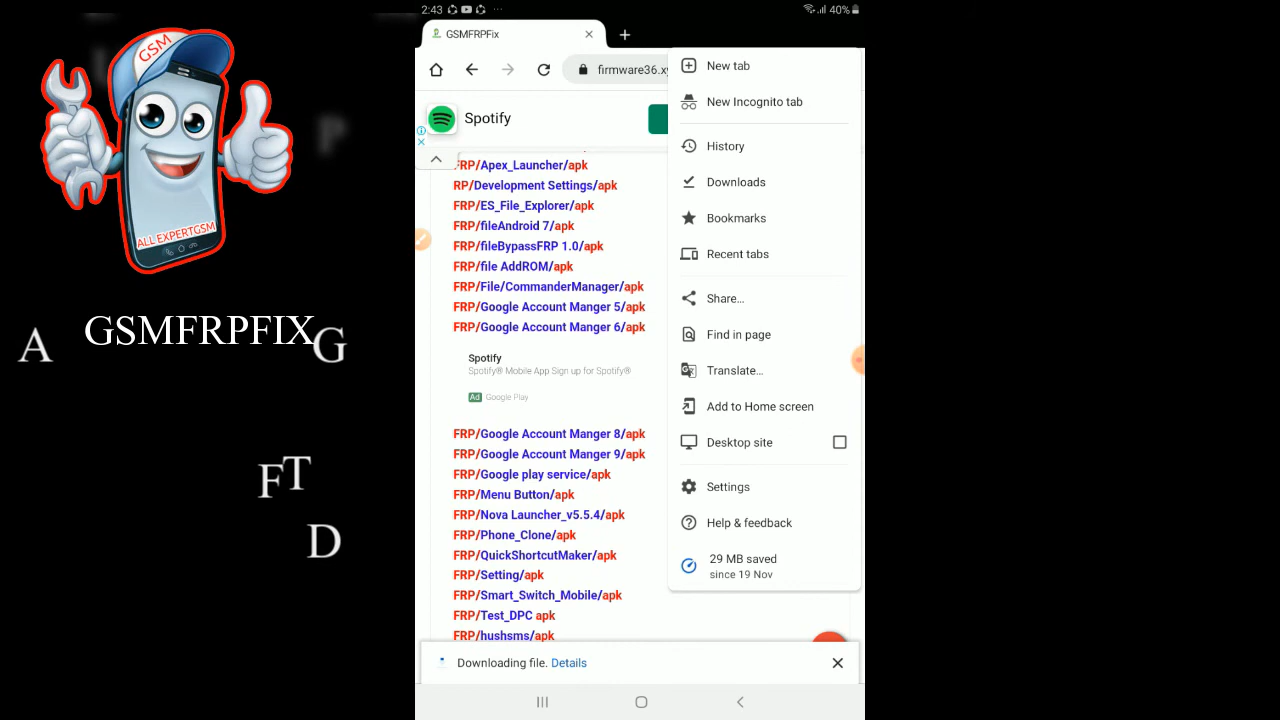 GSM
ALL EXPERTGSM
GSMFRPFIX
A
G
P
F
T
D
2:43
40%
GSMFRPFix
firmware36.xy
Spotify
FRP/Apex_Launcher/apk
RP/Development Settings/apk
FRP/ES_File_Explorer/apk
FRP/fileAndroid 7/apk
FRP/fileBypassFRP 1.0/apk
FRP/file AddROM/apk
FRP/File/CommanderManager/apk
FRP/Google Account Manger 5/apk
FRP/Google Account Manger 6/apk
Spotify
Spotify® Mobile App Sign up for Spotify®
Ad Google Play
FRP/Google Account Manger 8/apk
FRP/Google Account Manger 9/apk
FRP/Google play service/apk
FRP/Menu Button/apk
FRP/Nova Launcher_v5.5.4/apk
FRP/Phone_Clone/apk
FRP/QuickShortcutMaker/apk
FRP/Setting/apk
FRP/Smart_Switch_Mobile/apk
FRP/Test_DPC apk
FRP/hushsms/apk
New tab
New Incognito tab
History
Downloads
Bookmarks
Recent tabs
Share...
Find in page
Translate...
Add to Home screen
Desktop site
Settings
Help & feedback
29 MB saved
since 19 Nov
Downloading file. Details